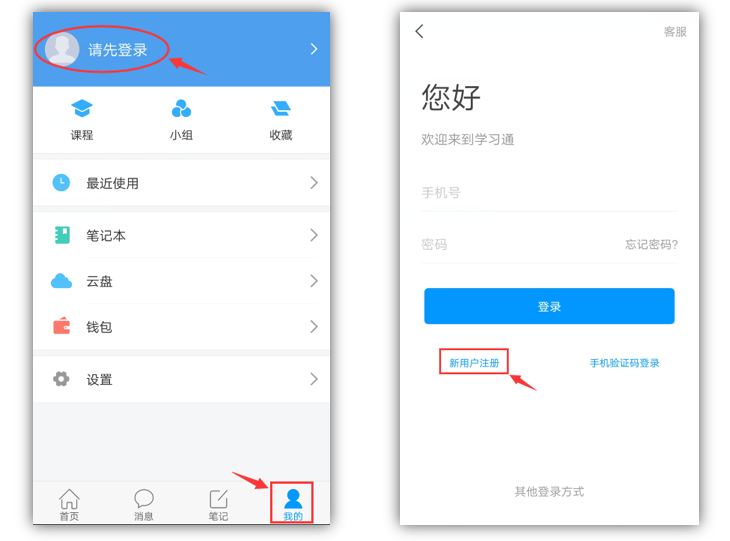 请先登录
课程
小组
收藏
最近使用
笔记本
云盘
钱包
设置
首页
消息
笔记
我的
客服
您好
欢迎来到学习通
手机号
密码
忘记密码?
登录
新用户注册
手机验证码登录
其他登录方式